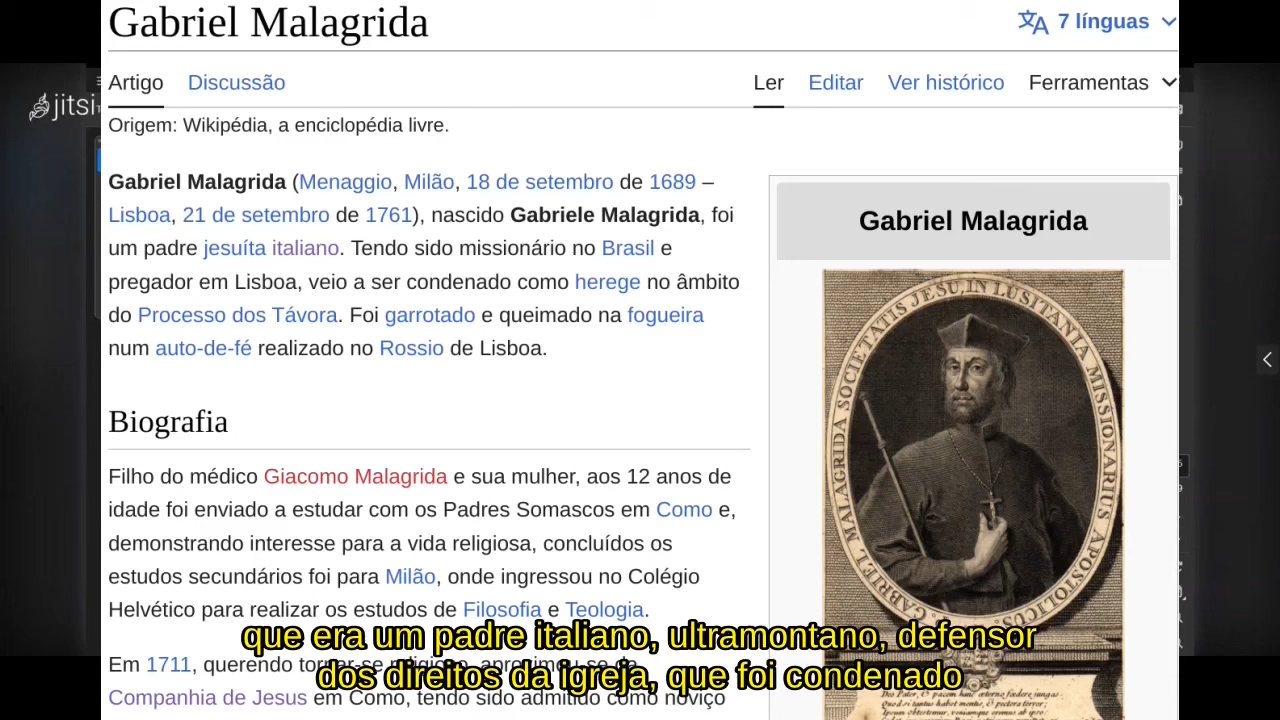 Gabriel Malagrida
7 línguas
Artigo Discussão Ler Editar Ver histórico Ferramentas
jitsi
Origem: Wikipédia, a enciclopédia livre.
Gabriel Malagrida (Menaggio, Milão, 18 de setembro de 1689 –
Lisboa, 21 de setembro de 1761), nascido Gabriele Malagrida, foi
um padre jesuíta italiano. Tendo sido missionário no Brasil e
pregador em Lisboa, veio a ser condenado como herege no âmbito
do Processo dos Távora. Foi garrotado e queimado na fogueira
num auto-de-fé realizado no Rossio de Lisboa.
Biografia
Filho do médico Giacomo Malagrida e sua mulher, aos 12 anos de
idade foi enviado a estudar com os Padres Somascos em Como e,
demonstrando interesse para a vida religiosa, concluídos os
estudos secundários foi para Milão, onde ingressou no Colégio
Helvético para realizar os estudos de Filosofia e Teologia.
Em 1711, querendo tornar-se religioso, aproximou-se da
Companhia de Jesus em Como, tendo sido admitido como noviço
Gabriel Malagrida
GABRIEL MALAGRIDA SOCIETATIS JESU, IN LUSITANIA MISSIONARIUS APOSTOLICUS
que era um padre italiano, ultramontano, defensor
dos direitos da igreja, que foi condenado